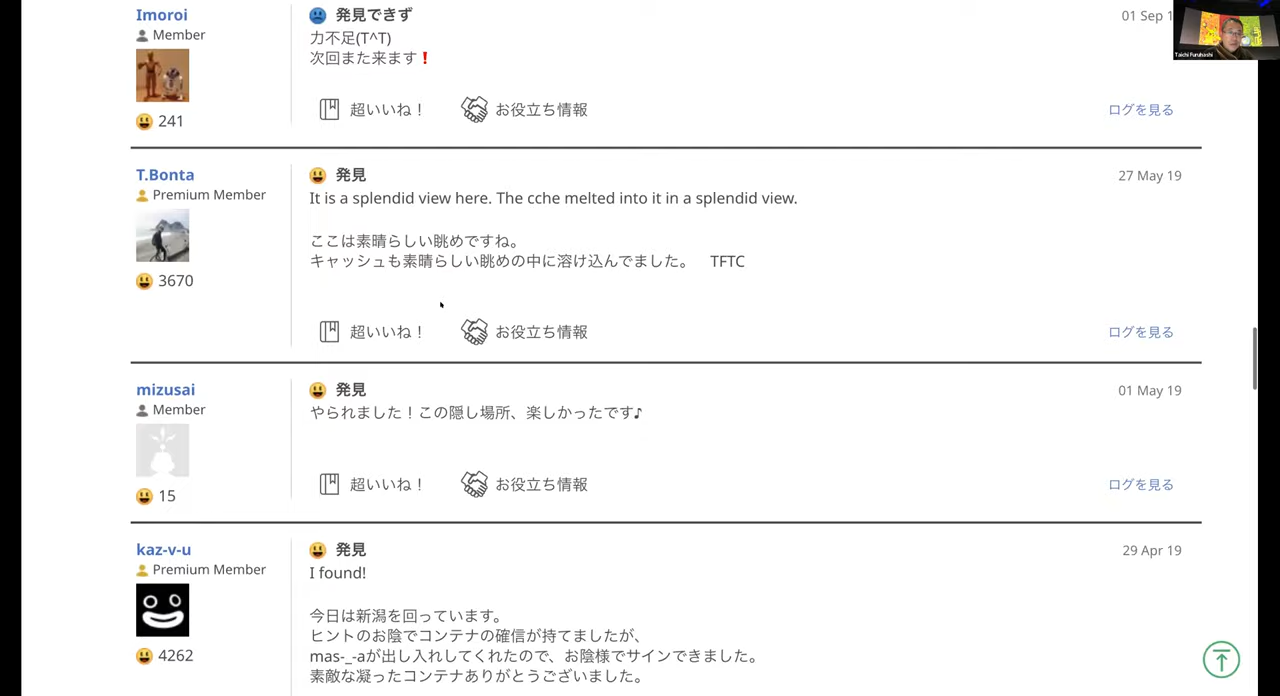 Imoroi
発見できず
01 Sep 1
Member
力不足(T^T)
次回また来ます❗
超いいね！
お役立ち情報
ログを見る
241
Taichi Furuhashi
T.Bonta
発見
27 May 19
Premium Member
It is a splendid view here. The cche melted into it in a splendid view.
ここは素晴らしい眺めですね。
キャッシュも素晴らしい眺めの中に溶け込んでました。 TFTC
3670
超いいね！
お役立ち情報
ログを見る
mizusai
発見
01 May 19
Member
やられました！この隠し場所、楽しかったです♪
超いいね！
お役立ち情報
ログを見る
15
kaz-v-u
発見
29 Apr 19
Premium Member
I found!
今日は新潟を回っています。
ヒントのお陰でコンテナの確信が持てましたが、
mas-_-aが出し入れしてくれたので、お陰様でサインできました。
素敵な凝ったコンテナありがとうございました。
4262